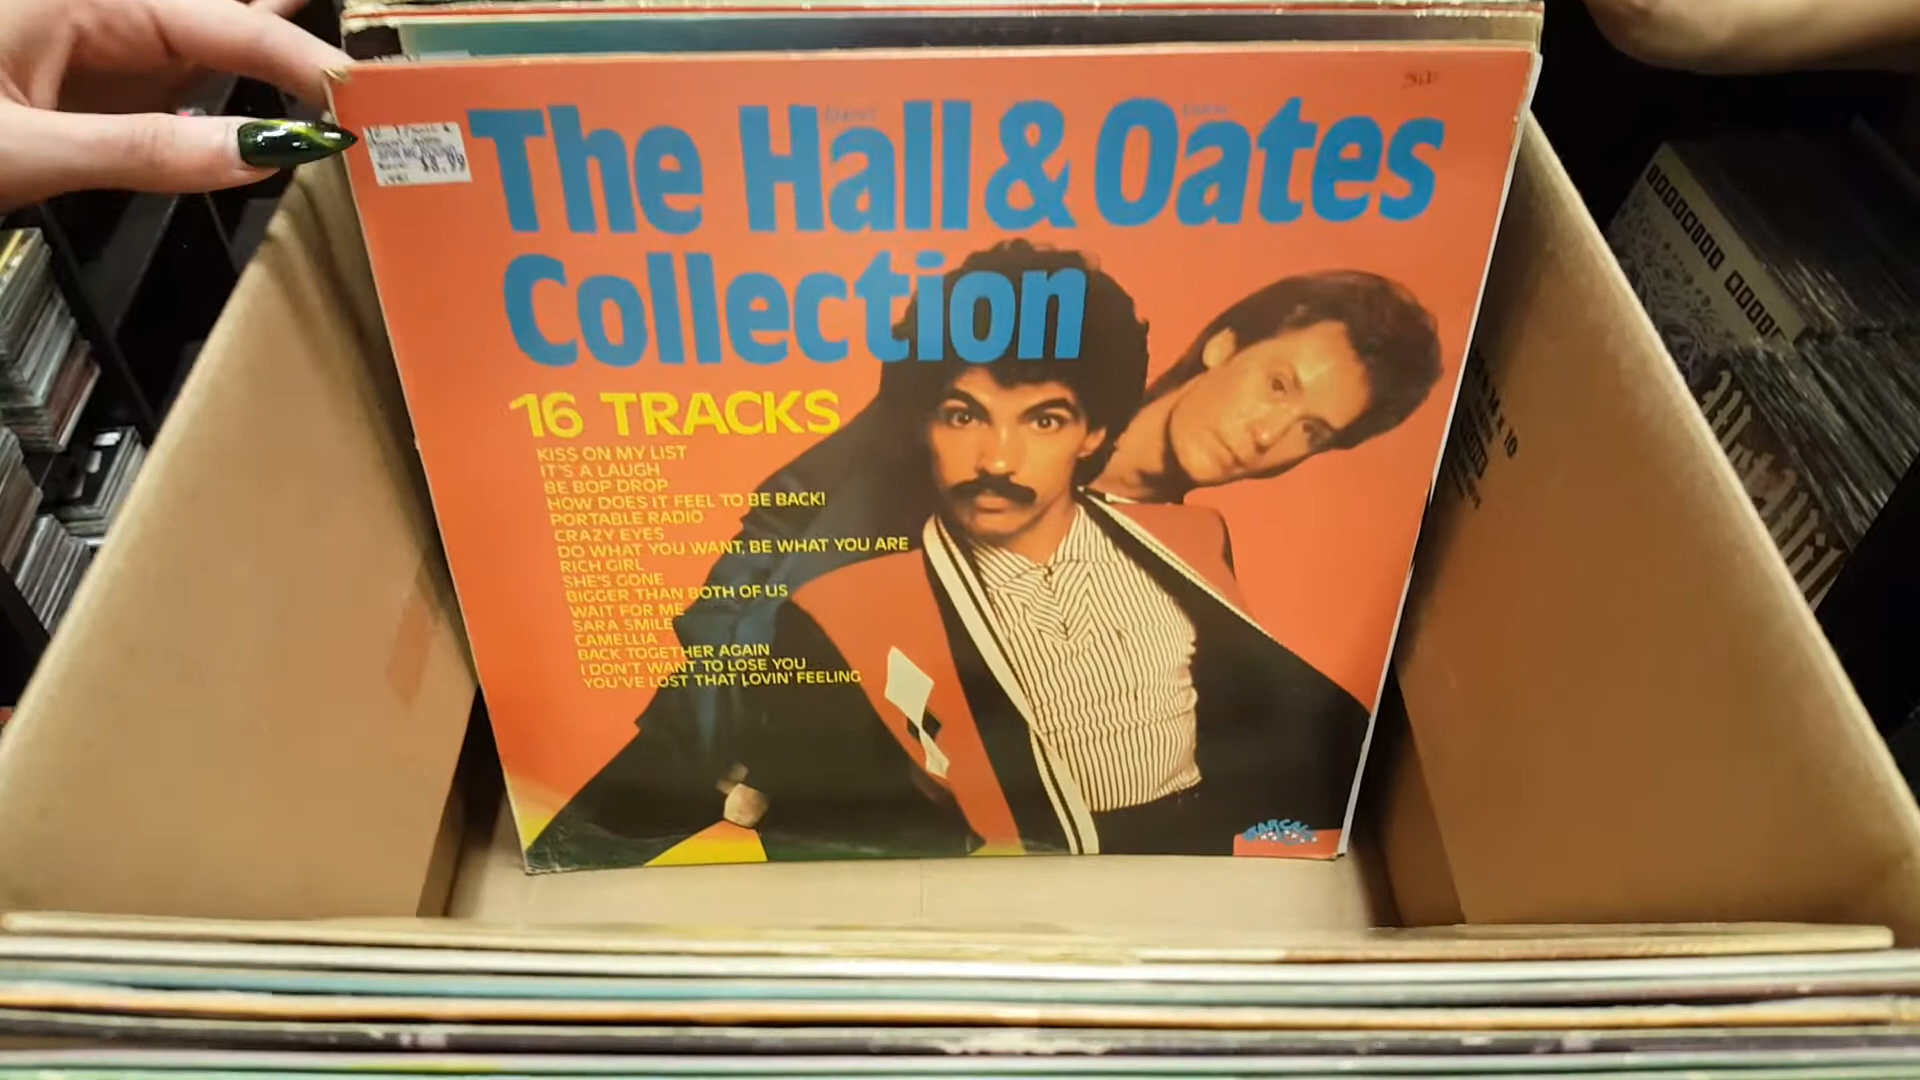 The Hall & Oates
Collection
16 TRACKS
KISS ON MY LIST
IT'S A LAUGH
BE BOP DROP
HOW DOES IT FEEL TO BE BACK!
PORTABLE RADIO
CRAZY EYES
DO WHAT YOU WANT, BE WHAT YOU ARE
RICH GIRL
SHE'S GONE
BIGGER THAN BOTH OF US
WAIT FOR ME
SARA SMILE
CAMELLIA
BACK TOGETHER AGAIN
I DON'T WANT TO LOSE YOU
YOU'VE LOST THAT LOVIN' FEELING
$8.99